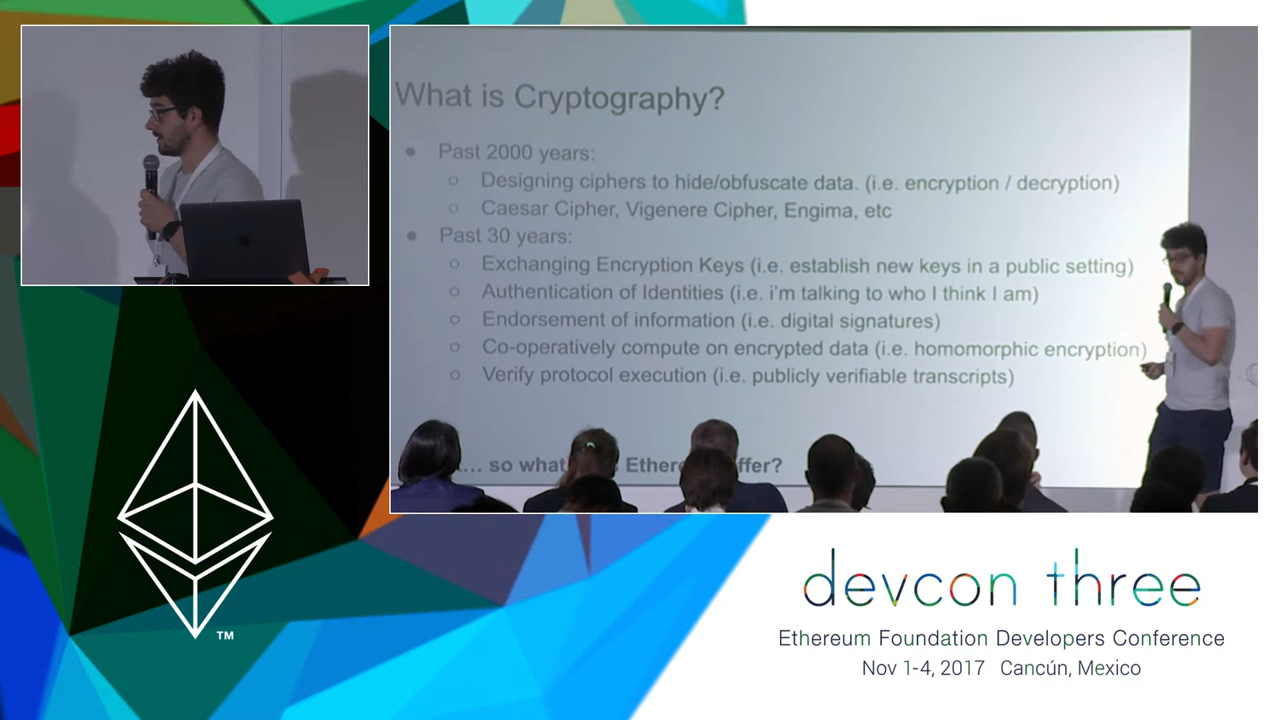 What is Cryptography?
● Past 2000 years:
○ Designing ciphers to hide/obfuscate data. (i.e. encryption / decryption)
○ Caesar Cipher, Vigenere Cipher, Engima, etc
● Past 30 years:
○ Exchanging Encryption Keys (i.e. establish new keys in a public setting)
○ Authentication of Identities (i.e. i'm talking to who I think I am)
○ Endorsement of information (i.e. digital signatures)
○ Co-operatively compute on encrypted data (i.e. homomorphic encryption)
○ Verify protocol execution (i.e. publicly verifiable transcripts)
... so what
TM
devcon three
Ethereum Foundation Developers Conference
Nov 1-4, 2017 Cancún, Mexico